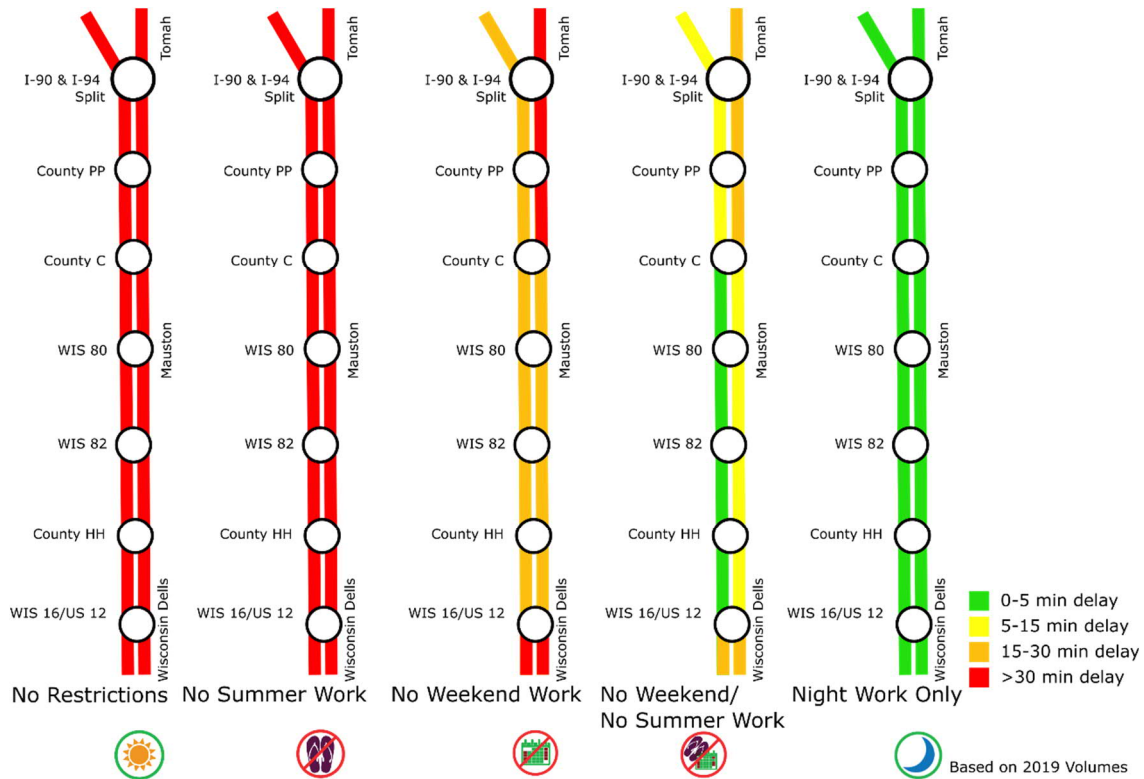 Tomah
I-90 & I-94
Split
County PP
County C
WIS 80
Mauston
WIS 82
County HH
WIS 16/US 12
Wisconsin Dells
No Restrictions
Tomah
I-90 & I-94
Split
County PP
County C
WIS 80
Mauston
WIS 82
County HH
WIS 16/US 12
Wisconsin Dells
No Summer Work
Tomah
I-90 & I-94
Split
County PP
County C
WIS 80
Mauston
WIS 82
County HH
WIS 16/US 12
Wisconsin Dells
No Weekend Work
Tomah
I-90 & I-94
Split
County PP
County C
WIS 80
Mauston
WIS 82
County HH
WIS 16/US 12
Wisconsin Dells
No Weekend/
No Summer Work
Tomah
I-90 & I-94
Split
County PP
County C
WIS 80
Mauston
WIS 82
County HH
WIS 16/US 12
Wisconsin Dells
Night Work Only
0-5 min delay
5-15 min delay
15-30 min delay
>30 min delay
Based on 2019 Volumes